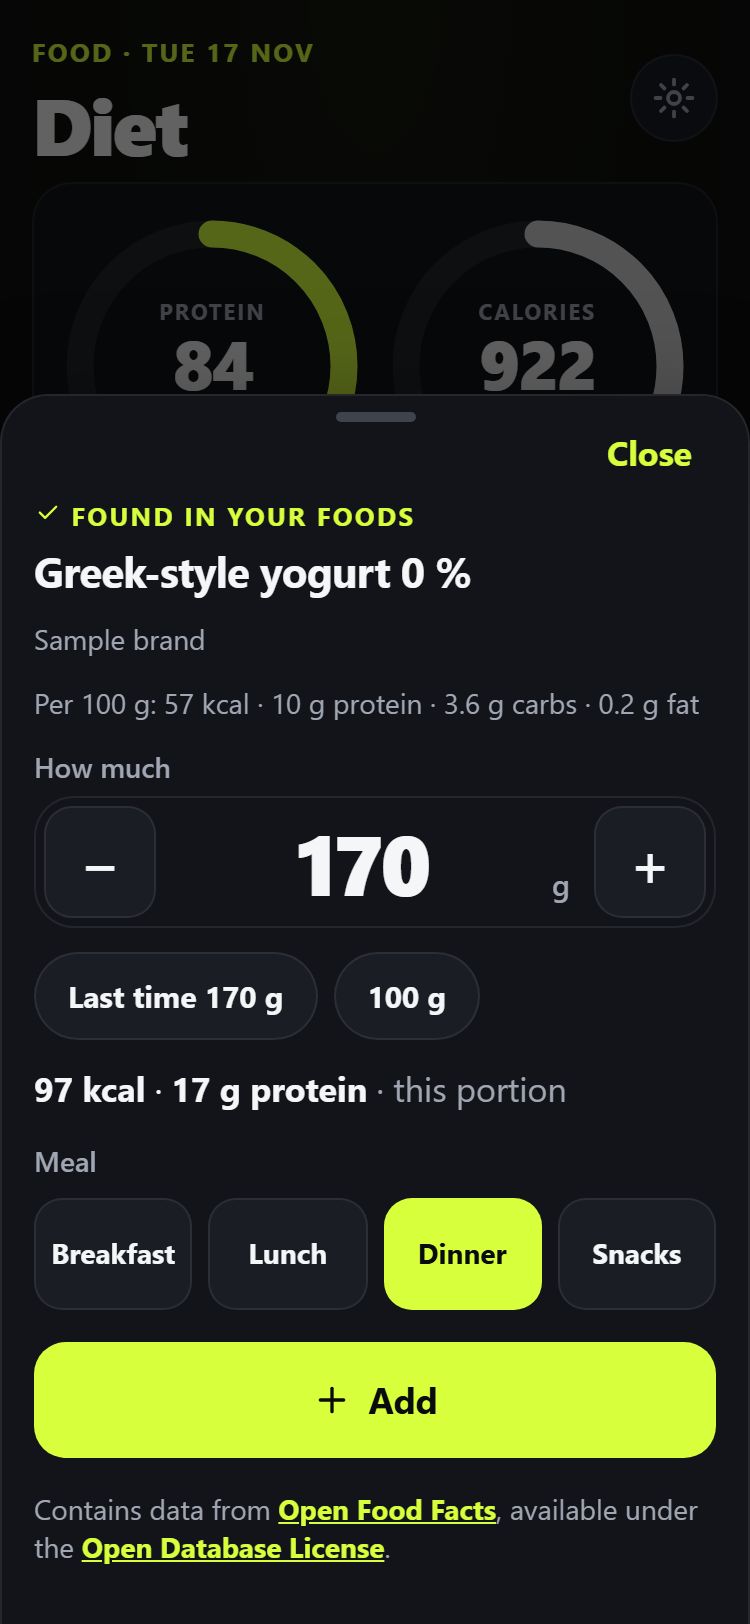 FOOD · TUE 17 NOV
Diet
PROTEIN
84
CALORIES
922
Close
FOUND IN YOUR FOODS
Greek-style yogurt 0 %
Sample brand
Per 100 g: 57 kcal · 10 g protein · 3.6 g carbs · 0.2 g fat
How much
− 170 g +
Last time 170 g
100 g
97 kcal · 17 g protein · this portion
Meal
Breakfast
Lunch
Dinner
Snacks
+ Add
Contains data from Open Food Facts, available under
the Open Database License.